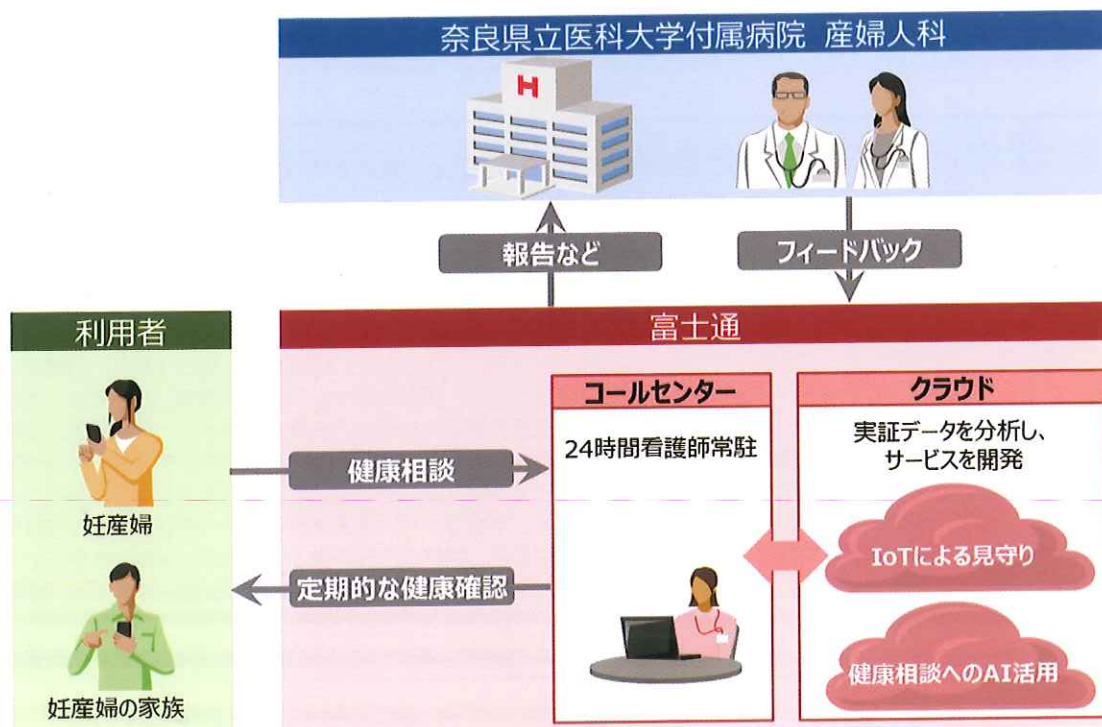 奈良県立医科大学付属病院 産婦人科
H
報告など
フィードバック
利用者
富士通
妊産婦
妊産婦の家族
健康相談
定期的な健康確認
コールセンター
24時間看護師常駐
クラウド
実証データを分析し、
サービスを開発
IoTによる見守り
健康相談へのAI活用